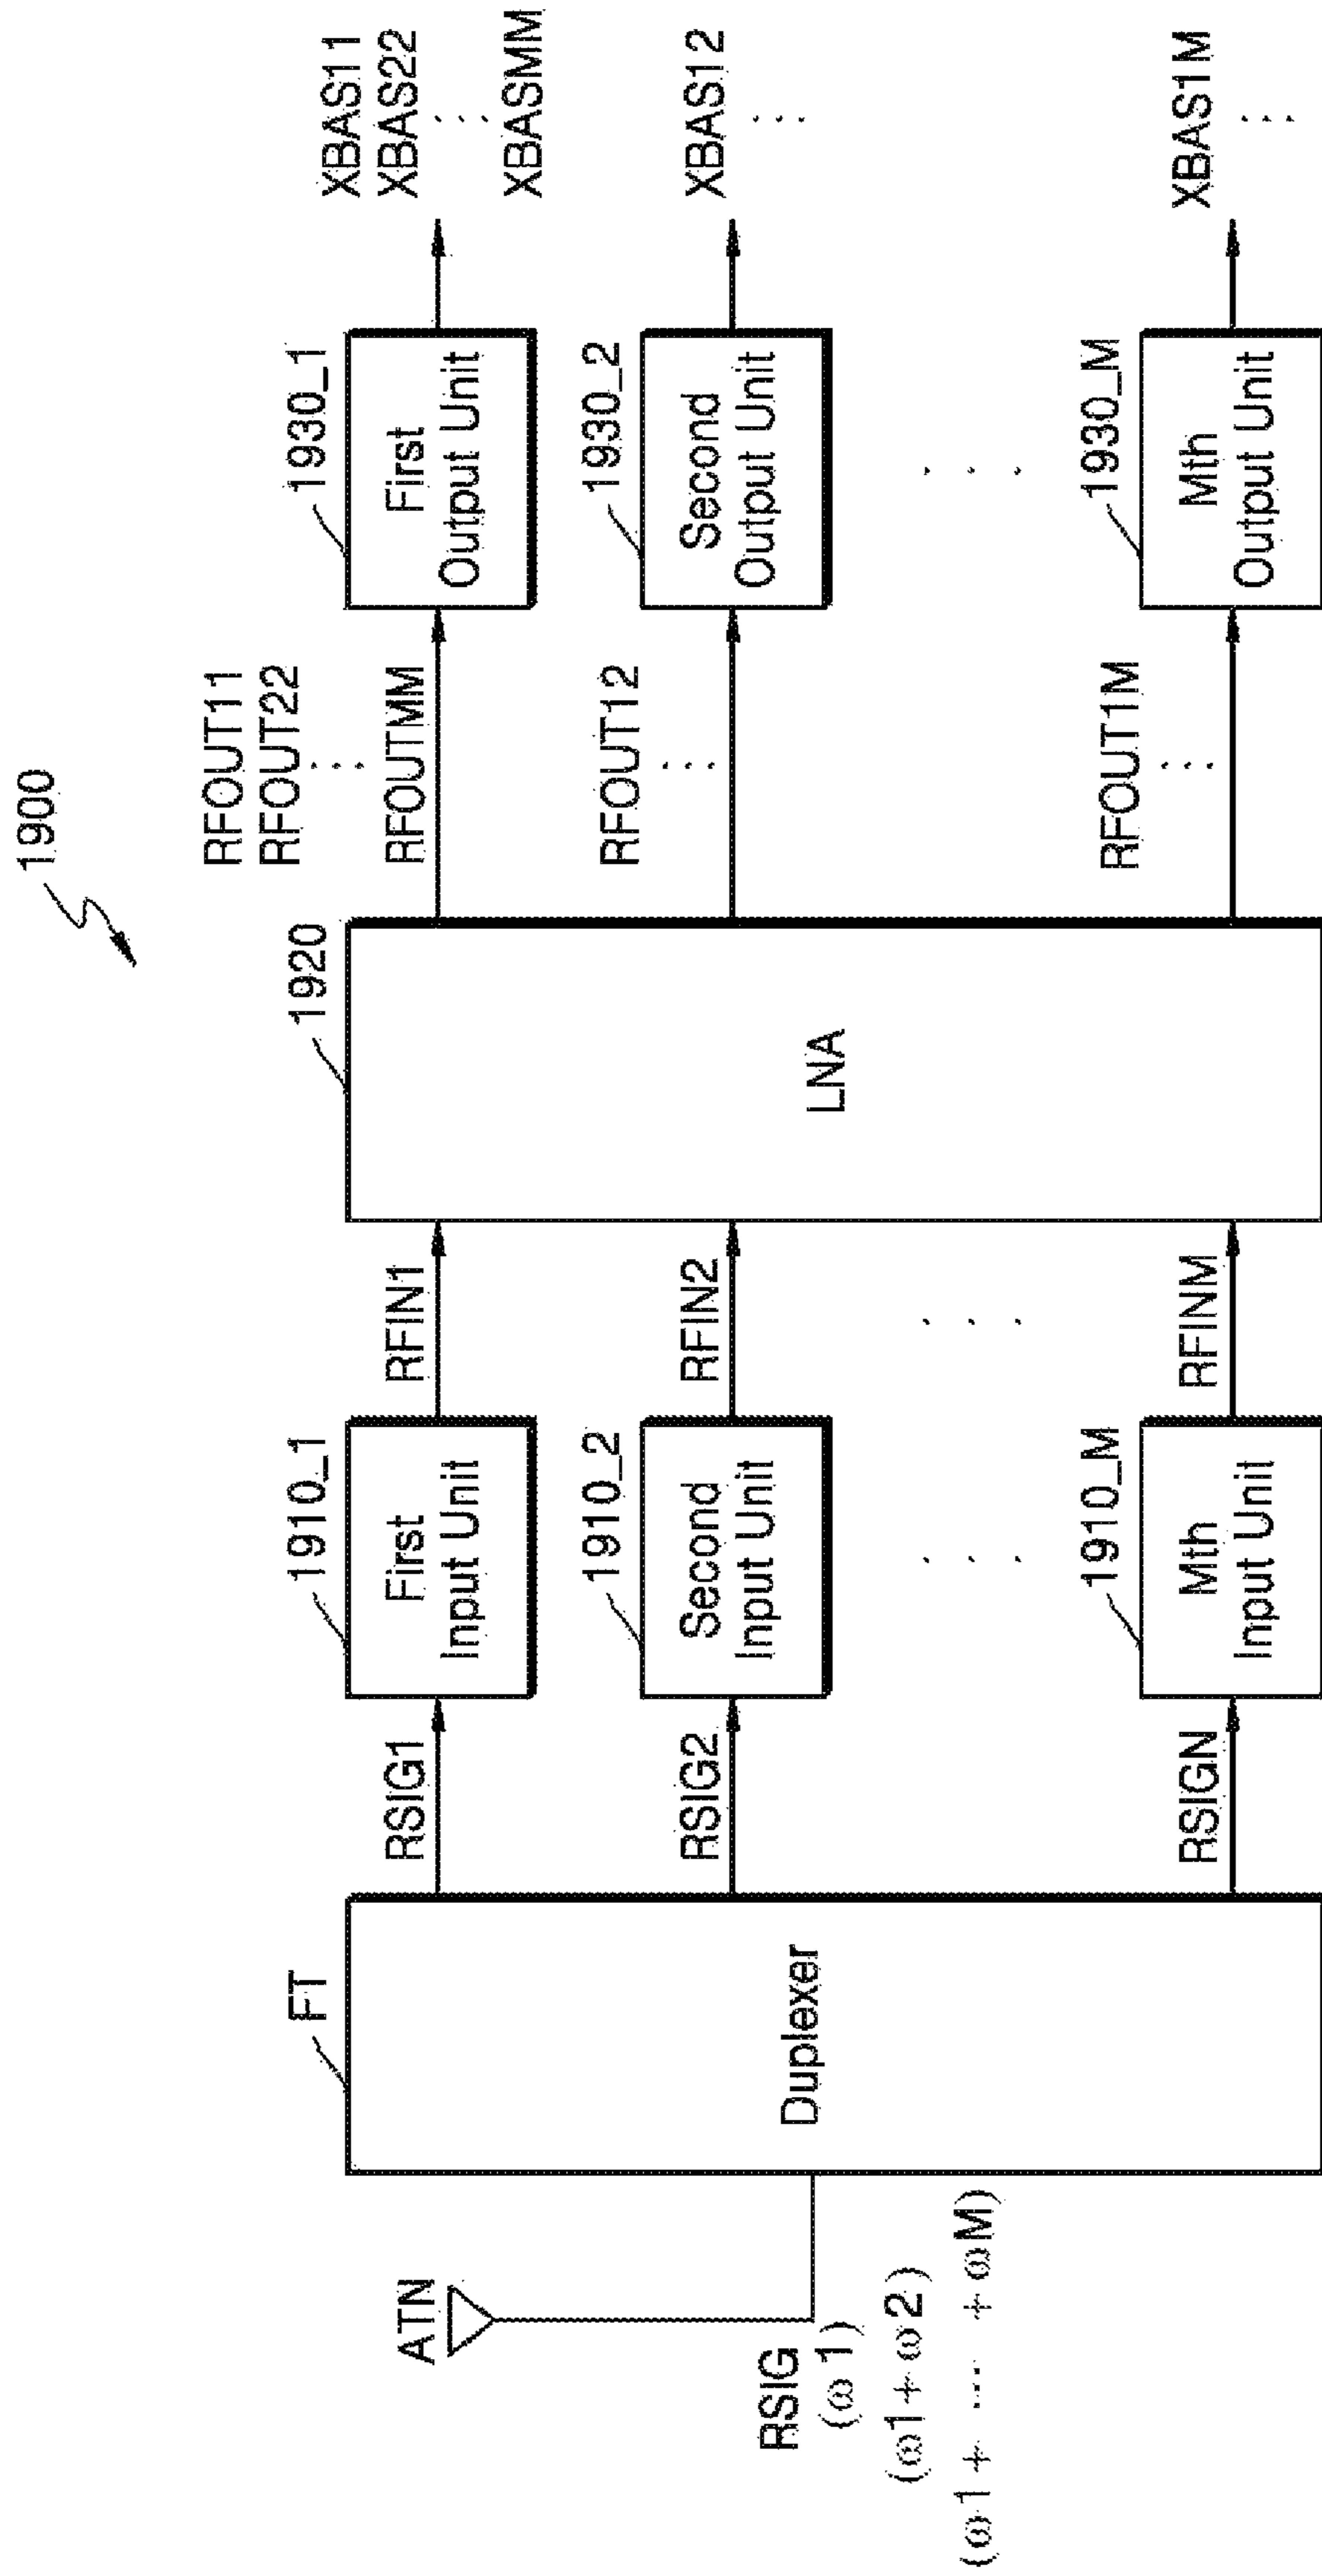 1900
ATN
RSIG
(ω1)
(ω1+ω2)
(ω1+ ··· +ωM)
FT
Duplexer
RSIG1
RSIG2
RSIGN
1910_1
First
Input Unit
1910_2
Second
Input Unit
1910_M
Mth
Input Unit
RFIN1
RFIN2
RFINM
1920
LNA
RFOUT11
RFOUT22
RFOUTMM
RFOUT12
RFOUT1M
1930_1
First
Output Unit
1930_2
Second
Output Unit
1930_M
Mth
Output Unit
XBAS11
XBAS22
XBASMM
XBAS12
XBAS1M